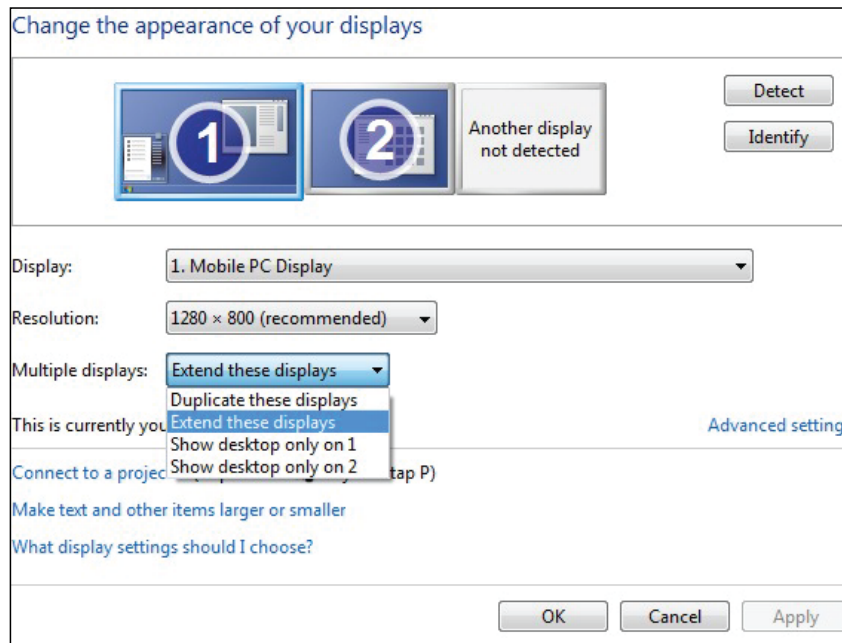 Change the appearance of your displays
1
2
Another display
not detected
Detect
Identify
Display: 1. Mobile PC Display
Resolution: 1280 × 800 (recommended)
Multiple displays: Extend these displays
Duplicate these displays
This is currently you
Extend these displays
Advanced setting
Show desktop only on 1
Connect to a projec
Show desktop only on 2
tap P)
Make text and other items larger or smaller
What display settings should I choose?
OK Cancel Apply